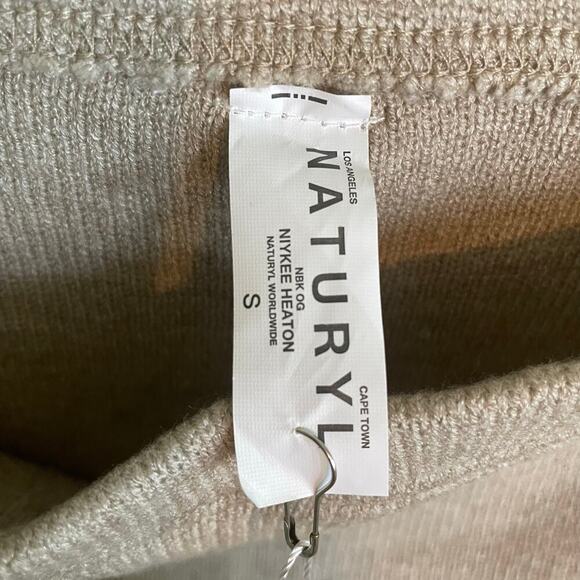 LOS ANGELES
NATURYL
CAPE TOWN
NBK OG
NIYKEE HEATON
NATURYL WORLDWIDE
S